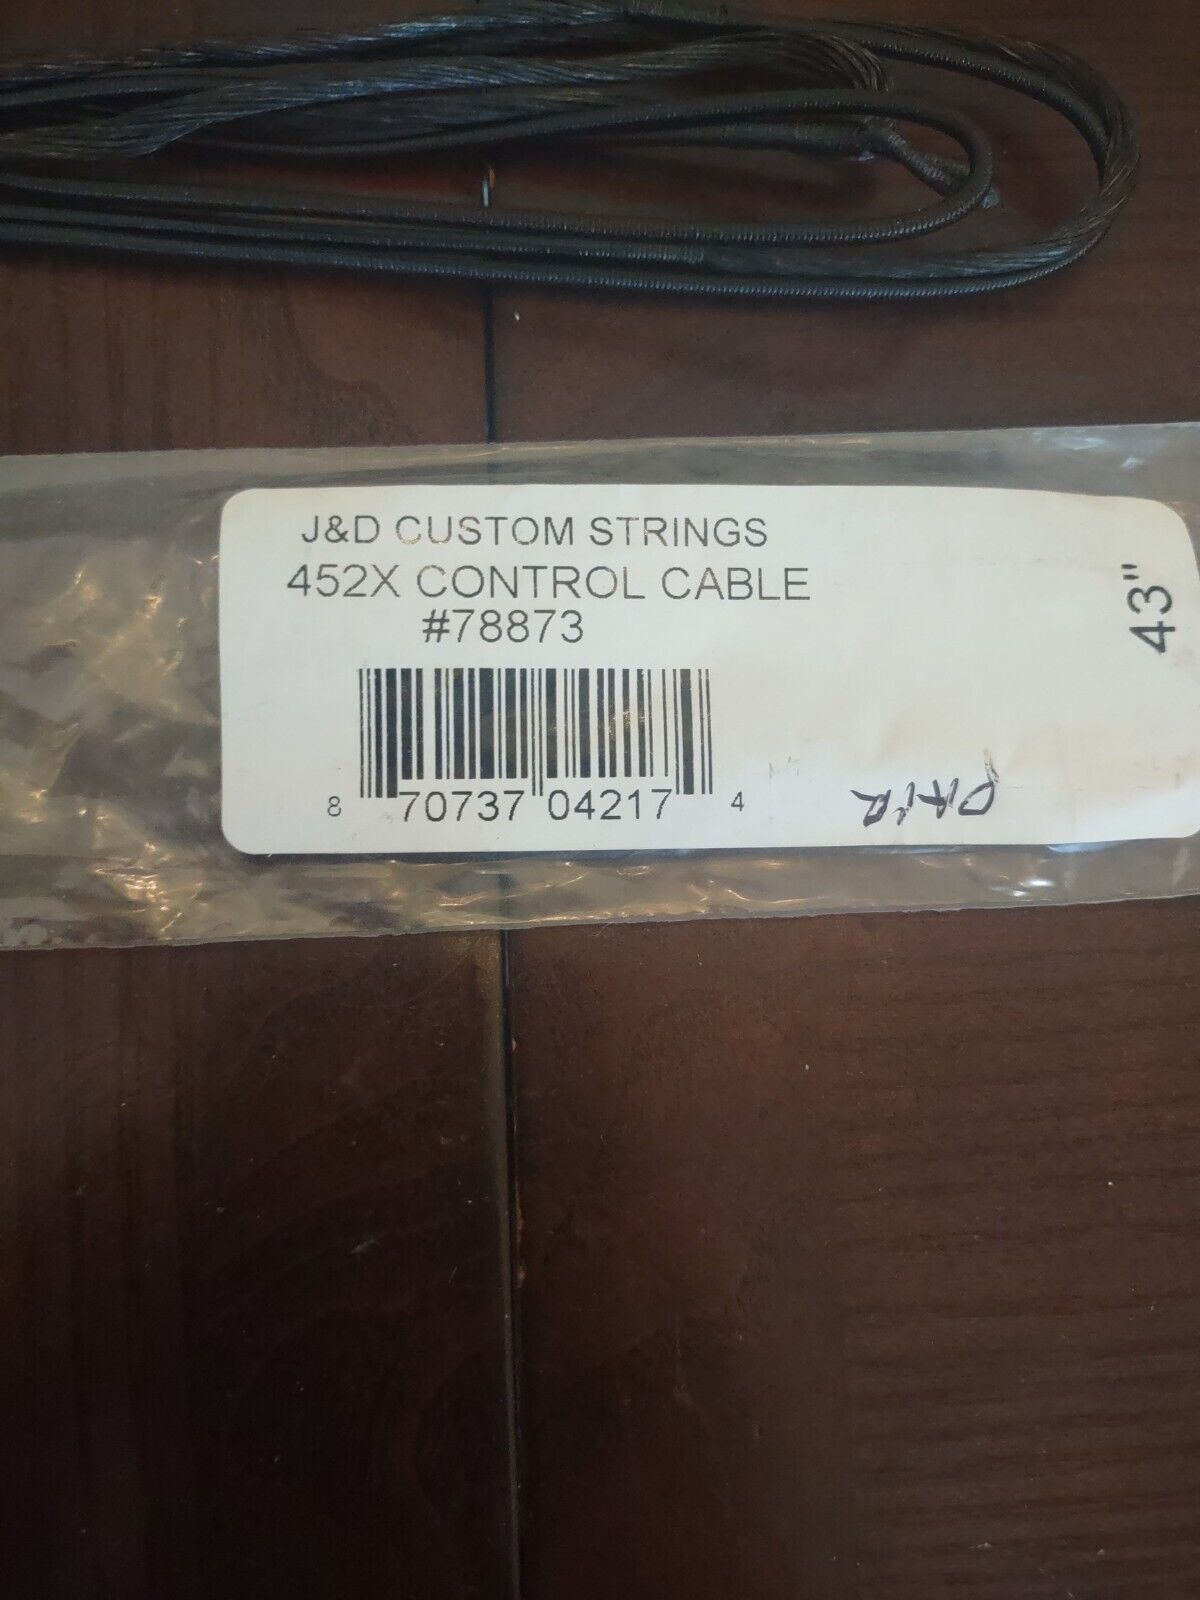 J&D CUSTOM STRINGS
452X CONTROL CABLE
#78873
43"
8 70737 04217 4
PAIR